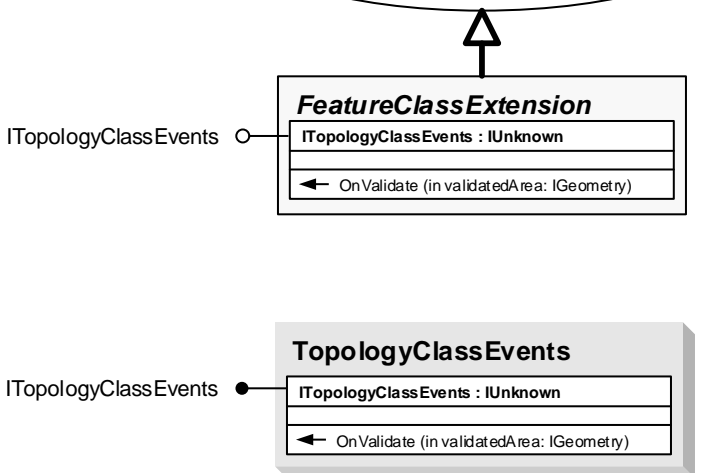 FeatureClassExtension
ITopologyClassEvents
ITopologyClassEvents : IUnknown
OnValidate (in validatedArea: IGeometry)
TopologyClassEvents
ITopologyClassEvents
ITopologyClassEvents : IUnknown
OnValidate (in validatedArea: IGeometry)